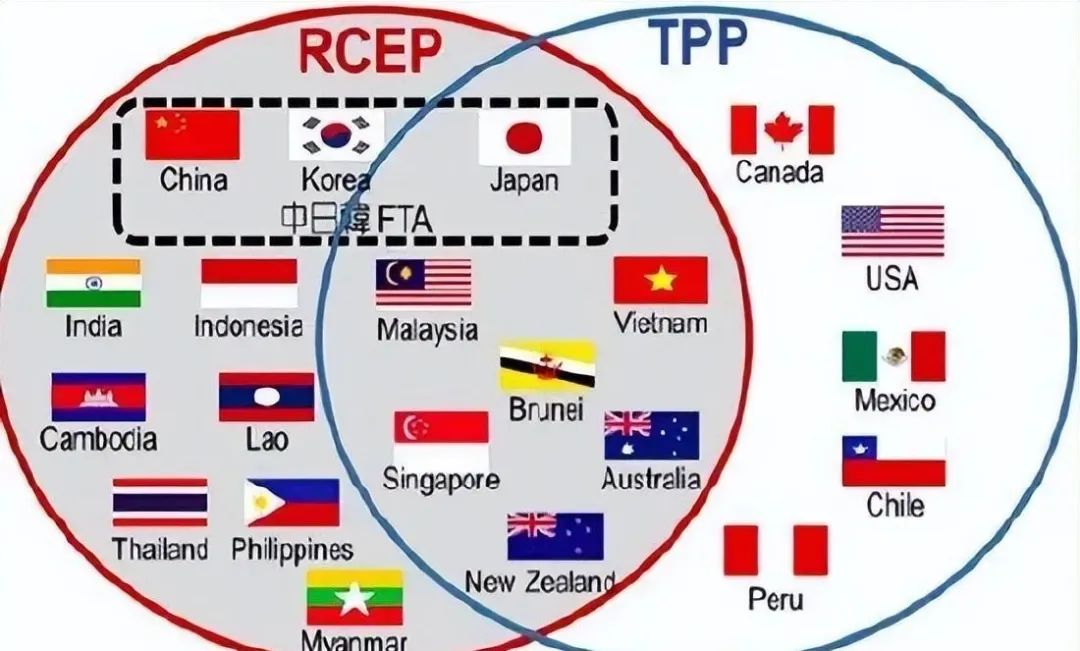 RCEP
TPP
China
Korea
Japan
Canada
中日韓FTA
USA
India
Indonesia
Malaysia
Vietnam
Mexico
Brunei
Cambodia
Lao
Singapore
Australia
Chile
Thailand
Philippines
New Zealand
Peru
Myanmar